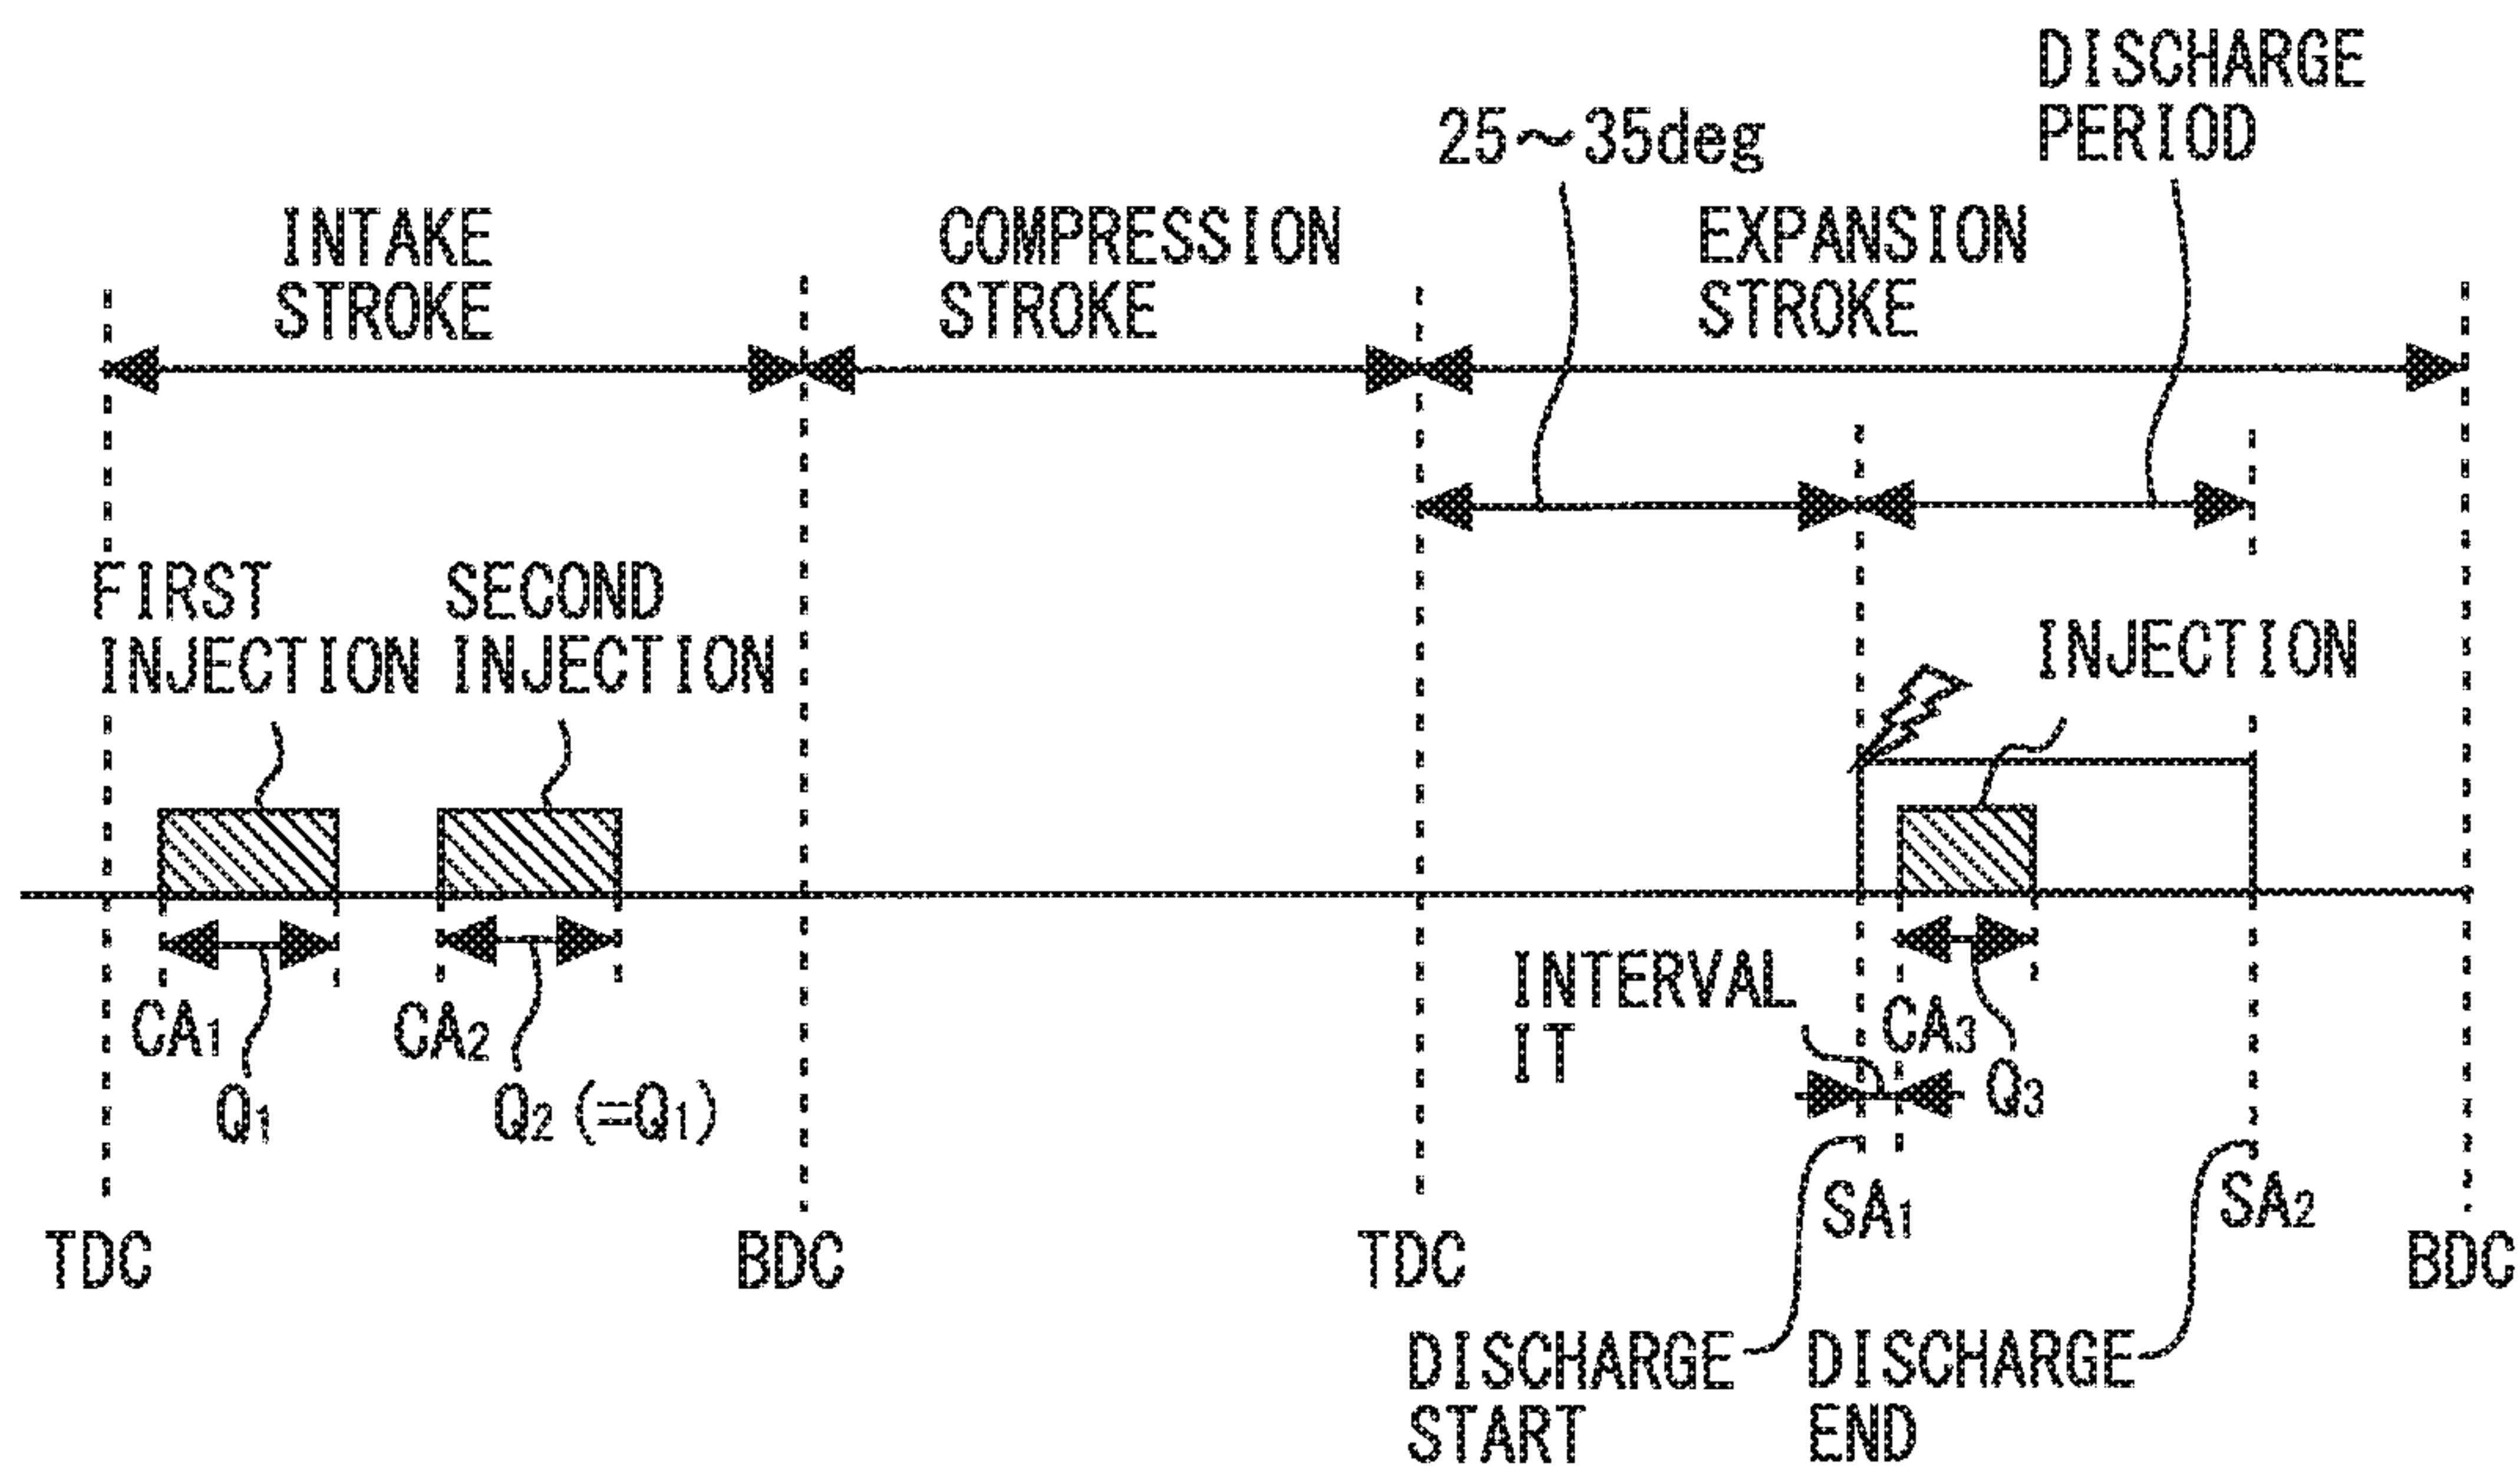 DISCHARGE
PERIOD
25~35deg
INTAKE
STROKE
COMPRESSION
STROKE
EXPANSION
STROKE
FIRST
INJECTION
SECOND
INJECTION
INJECTION
INTERVAL
IT
CA1
CA2
CA3
Q1
Q2 (=Q1)
Q3
SA1
SA2
TDC
BDC
TDC
BDC
DISCHARGE
START
DISCHARGE
END